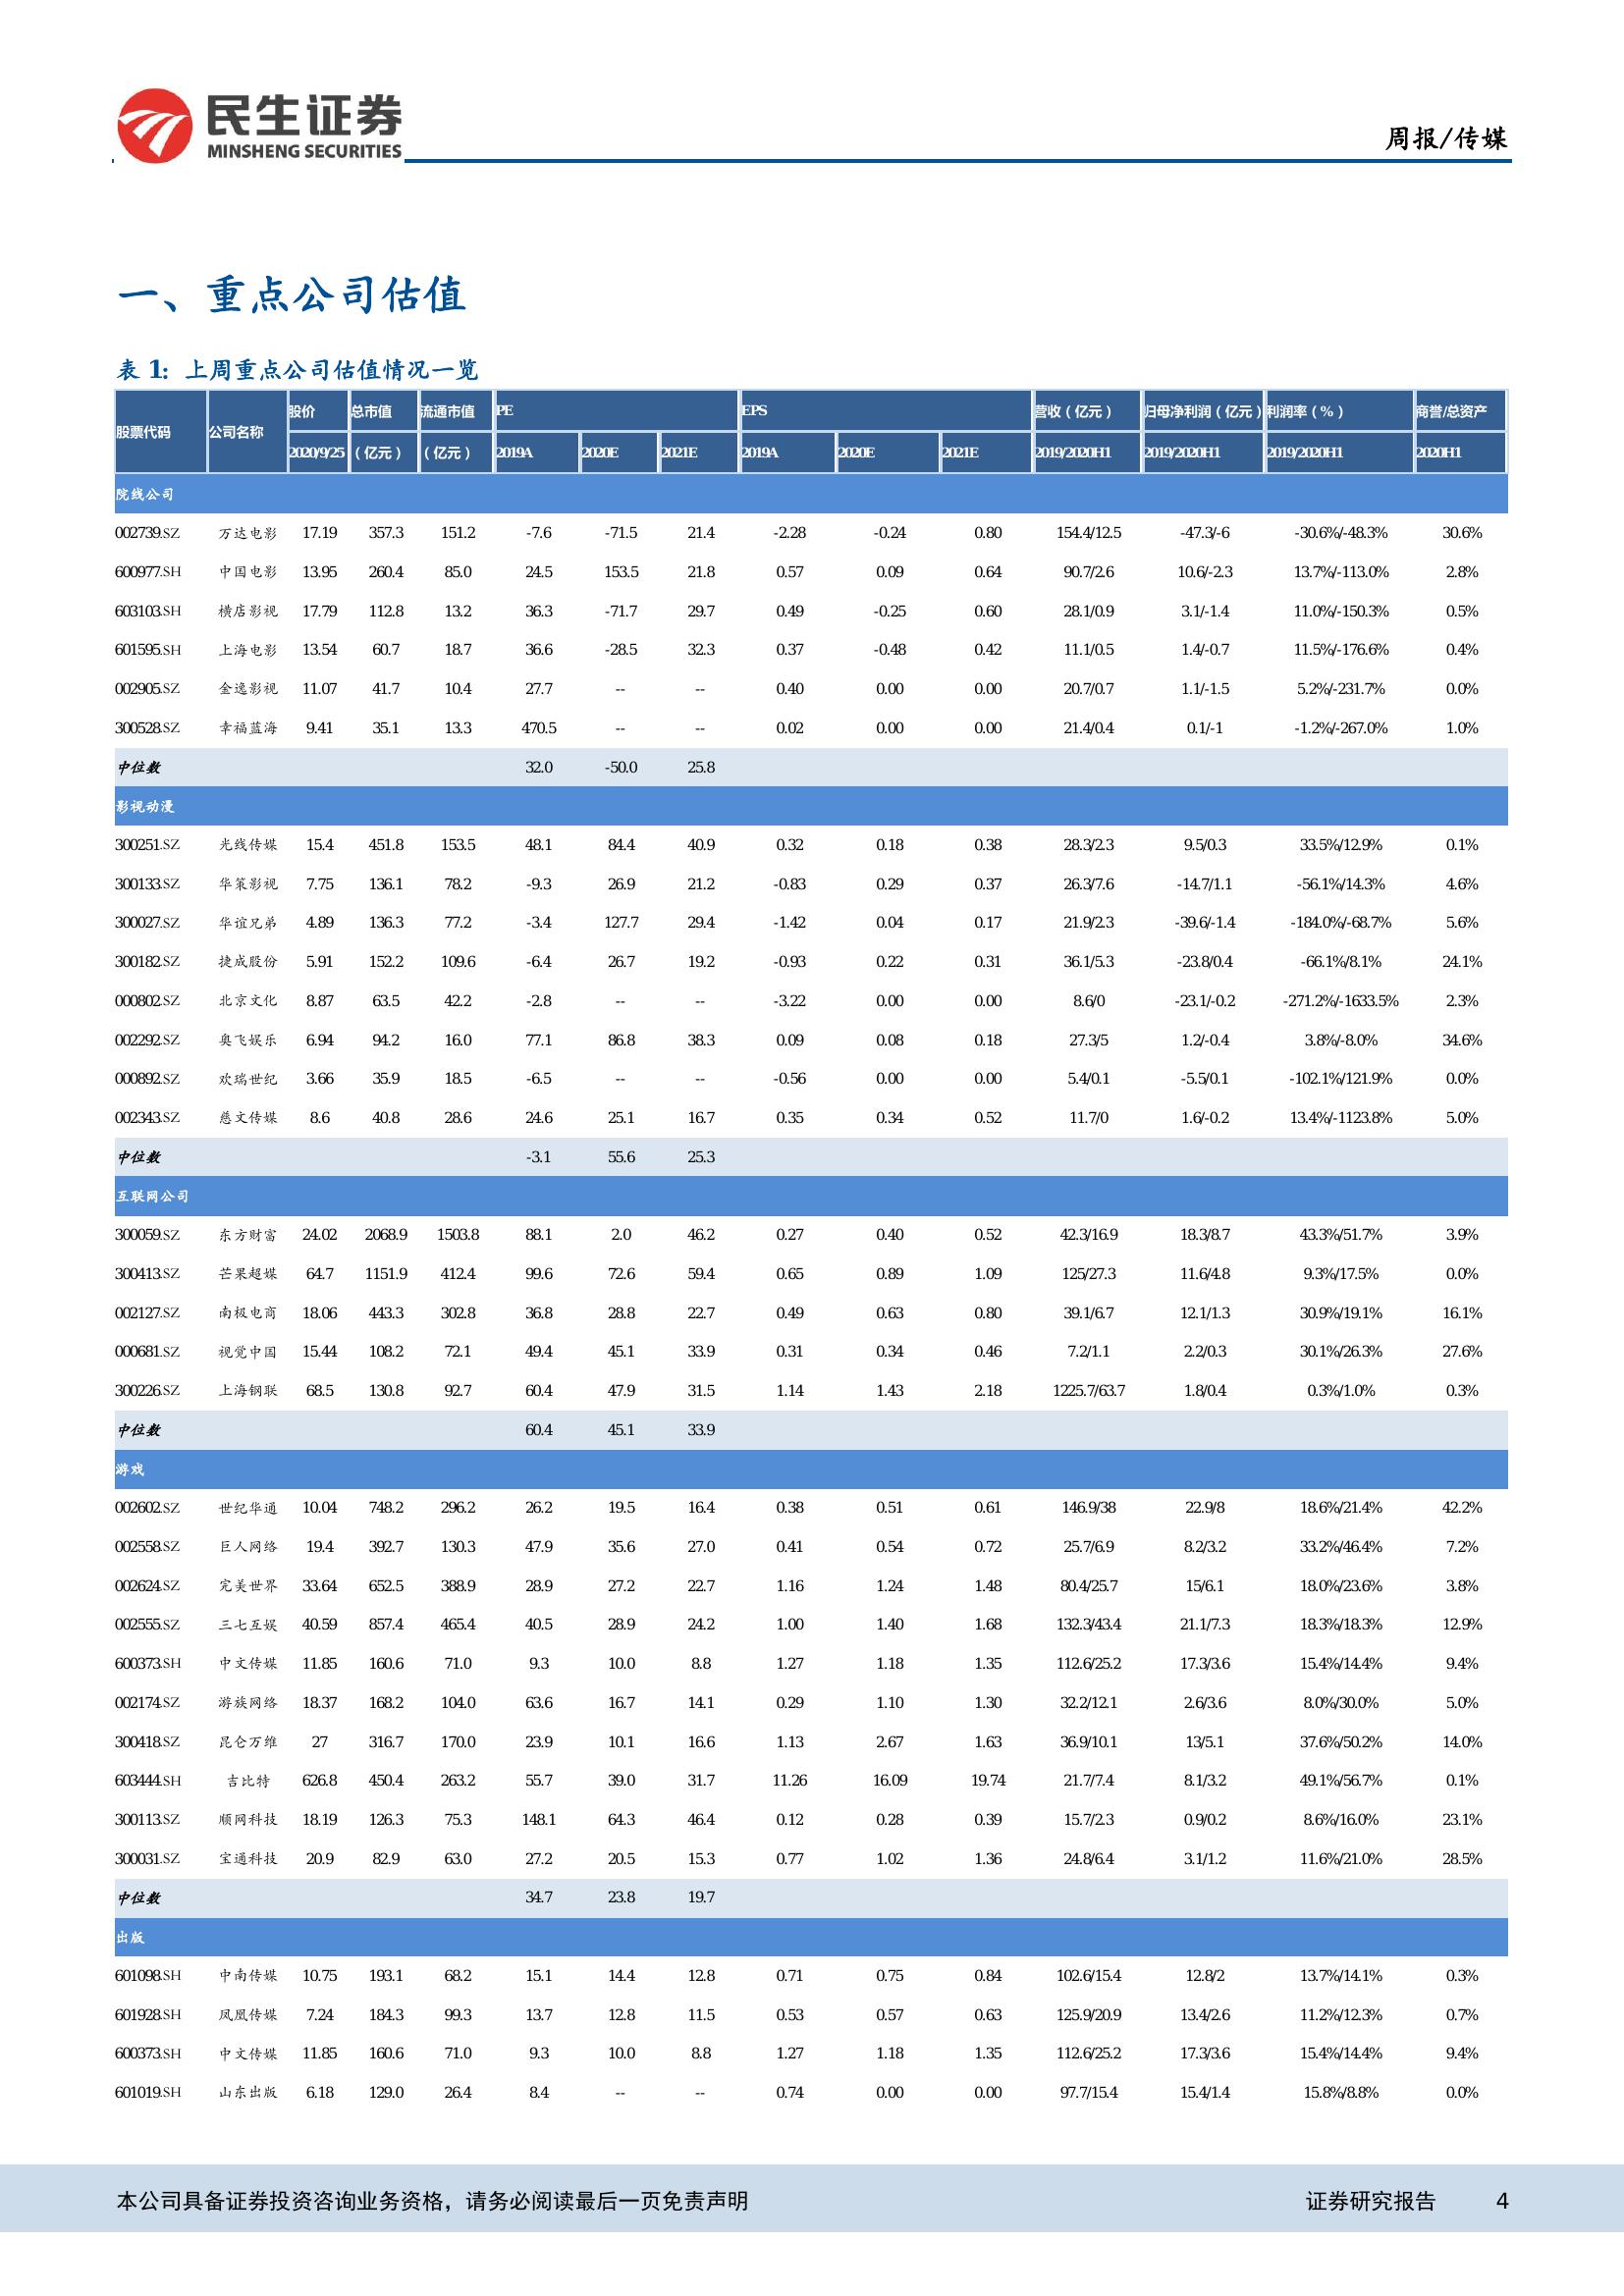 民生证券
MINSHENG SECURITIES
周报/传媒
一、重点公司估值
表 1: 上周重点公司估值情况一览
股票代码 公司名称 股价 总市值 流通市值 PE EPS 营收（亿元） 归母净利润（亿元） 利润率（%） 商誉/总资产
2020/9/25 （亿元） （亿元） 2019A 2020E 2021E 2019A 2020E 2021E 2019/2020H1 2019/2020H1 2019/2020H1 2020H1
院线公司
002739.SZ 万达电影 17.19 357.3 151.2 -7.6 -71.5 21.4 -2.28 -0.24 0.80 154.4/12.5 -47.3/-6 -30.6%/-48.3% 30.6%
600977.SH 中国电影 13.95 260.4 85.0 24.5 153.5 21.8 0.57 0.09 0.64 90.7/2.6 10.6/-2.3 13.7%/-113.0% 2.8%
603103.SH 横店影视 17.79 112.8 13.2 36.3 -71.7 29.7 0.49 -0.25 0.60 28.1/0.9 3.1/-1.4 11.0%/-150.3% 0.5%
601595.SH 上海电影 13.54 60.7 18.7 36.6 -28.5 32.3 0.37 -0.48 0.42 11.1/0.5 1.4/-0.7 11.5%/-176.6% 0.4%
002905.SZ 金逸影视 11.07 41.7 10.4 27.7 -- -- 0.40 0.00 0.00 20.7/0.7 1.1/-1.5 5.2%/-231.7% 0.0%
300528.SZ 幸福蓝海 9.41 35.1 13.3 470.5 -- -- 0.02 0.00 0.00 21.4/0.4 0.1/-1 -1.2%/-267.0% 1.0%
中位数 32.0 -50.0 25.8
影视动漫
300251.SZ 光线传媒 15.4 451.8 153.5 48.1 84.4 40.9 0.32 0.18 0.38 28.3/2.3 9.5/0.3 33.5%/12.9% 0.1%
300133.SZ 华策影视 7.75 136.1 78.2 -9.3 26.9 21.2 -0.83 0.29 0.37 26.3/7.6 -14.7/1.1 -56.1%/14.3% 4.6%
300027.SZ 华谊兄弟 4.89 136.3 77.2 -3.4 127.7 29.4 -1.42 0.04 0.17 21.9/2.3 -39.6/-1.4 -184.0%/-68.7% 5.6%
300182.SZ 捷成股份 5.91 152.2 109.6 -6.4 26.7 19.2 -0.93 0.22 0.31 36.1/5.3 -23.8/0.4 -66.1%/8.1% 24.1%
000802.SZ 北京文化 8.87 63.5 42.2 -2.8 -- -- -3.22 0.00 0.00 8.6/0 -23.1/-0.2 -271.2%/-1633.5% 2.3%
002292.SZ 奥飞娱乐 6.94 94.2 16.0 77.1 86.8 38.3 0.09 0.08 0.18 27.3/5 1.2/-0.4 3.8%/-8.0% 34.6%
000892.SZ 欢瑞世纪 3.66 35.9 18.5 -6.5 -- -- -0.56 0.00 0.00 5.4/0.1 -5.5/0.1 -102.1%/121.9% 0.0%
002343.SZ 慈文传媒 8.6 40.8 28.6 24.6 25.1 16.7 0.35 0.34 0.52 11.7/0 1.6/-0.2 13.4%/-1123.8% 5.0%
中位数 -3.1 55.6 25.3
互联网公司
300059.SZ 东方财富 24.02 2068.9 1503.8 88.1 2.0 46.2 0.27 0.40 0.52 42.3/16.9 18.3/8.7 43.3%/51.7% 3.9%
300413.SZ 芒果超媒 64.7 1151.9 412.4 99.6 72.6 59.4 0.65 0.89 1.09 125/27.3 11.6/4.8 9.3%/17.5% 0.0%
002127.SZ 南极电商 18.06 443.3 302.8 36.8 28.8 22.7 0.49 0.63 0.80 39.1/6.7 12.1/1.3 30.9%/19.1% 16.1%
000681.SZ 视觉中国 15.44 108.2 72.1 49.4 45.1 33.9 0.31 0.34 0.46 7.2/1.1 2.2/0.3 30.1%/26.3% 27.6%
300226.SZ 上海钢联 68.5 130.8 92.7 60.4 47.9 31.5 1.14 1.43 2.18 1225.7/63.7 1.8/0.4 0.3%/1.0% 0.3%
中位数 60.4 45.1 33.9
游戏
002602.SZ 世纪华通 10.04 748.2 296.2 26.2 19.5 16.4 0.38 0.51 0.61 146.9/38 22.9/8 18.6%/21.4% 42.2%
002558.SZ 巨人网络 19.4 392.7 130.3 47.9 35.6 27.0 0.41 0.54 0.72 25.7/6.9 8.2/3.2 33.2%/46.4% 7.2%
002624.SZ 完美世界 33.64 652.5 388.9 28.9 27.2 22.7 1.16 1.24 1.48 80.4/25.7 15/6.1 18.0%/23.6% 3.8%
002555.SZ 三七互娱 40.59 857.4 465.4 40.5 28.9 24.2 1.00 1.40 1.68 132.3/43.4 21.1/7.3 18.3%/18.3% 12.9%
600373.SH 中文传媒 11.85 160.6 71.0 9.3 10.0 8.8 1.27 1.18 1.35 112.6/25.2 17.3/3.6 15.4%/14.4% 9.4%
002174.SZ 游族网络 18.37 168.2 104.0 63.6 16.7 14.1 0.29 1.10 1.30 32.2/12.1 2.6/3.6 8.0%/30.0% 5.0%
300418.SZ 昆仑万维 27 316.7 170.0 23.9 10.1 16.6 1.13 2.67 1.63 36.9/10.1 13/5.1 37.6%/50.2% 14.0%
603444.SH 吉比特 626.8 450.4 263.2 55.7 39.0 31.7 11.26 16.09 19.74 21.7/7.4 8.1/3.2 49.1%/56.7% 0.1%
300113.SZ 顺网科技 18.19 126.3 75.3 148.1 64.3 46.4 0.12 0.28 0.39 15.7/2.3 0.9/0.2 8.6%/16.0% 23.1%
300031.SZ 宝通科技 20.9 82.9 63.0 27.2 20.5 15.3 0.77 1.02 1.36 24.8/6.4 3.1/1.2 11.6%/21.0% 28.5%
中位数 34.7 23.8 19.7
出版
601098.SH 中南传媒 10.75 193.1 68.2 15.1 14.4 12.8 0.71 0.75 0.84 102.6/15.4 12.8/2 13.7%/14.1% 0.3%
601928.SH 凤凰传媒 7.24 184.3 99.3 13.7 12.8 11.5 0.53 0.57 0.63 125.9/20.9 13.4/2.6 11.2%/12.3% 0.7%
600373.SH 中文传媒 11.85 160.6 71.0 9.3 10.0 8.8 1.27 1.18 1.35 112.6/25.2 17.3/3.6 15.4%/14.4% 9.4%
601019.SH 山东出版 6.18 129.0 26.4 8.4 -- -- 0.74 0.00 0.00 97.7/15.4 15.4/1.4 15.8%/8.8% 0.0%
本公司具备证券投资咨询业务资格，请务必阅读最后一页免责声明 证券研究报告 4